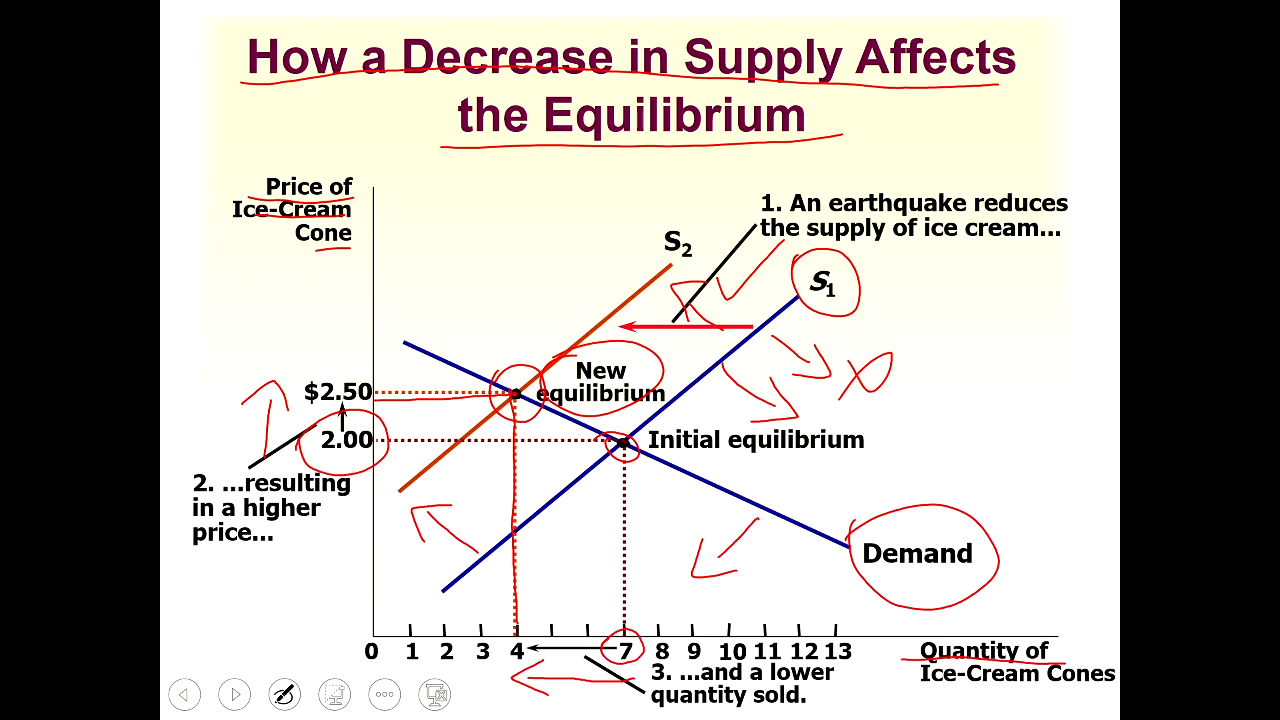 How a Decrease in Supply Affects
the Equilibrium
Price of
Ice-Cream
Cone
1. An earthquake reduces
the supply of ice cream...
S2
S1
New
equilibrium
$2.50
2.00
Initial equilibrium
2. ...resulting
in a higher
price...
Demand
0 1 2 3 4 7 8 9 10 11 12 13
Quantity of
Ice-Cream Cones
3. ...and a lower
quantity sold.